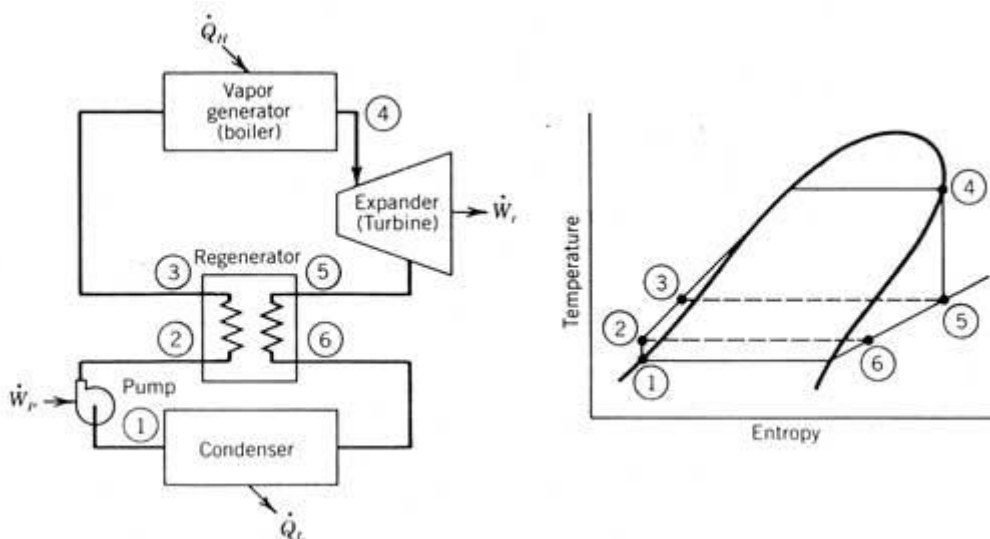 Q̇H
Vapor
generator
(boiler)
4
Expander
(Turbine)
Ẇt
Regenerator
3
5
2
6
Pump
ẆP
1
Condenser
Q̇L
Temperature
4
3
2
5
6
1
Entropy